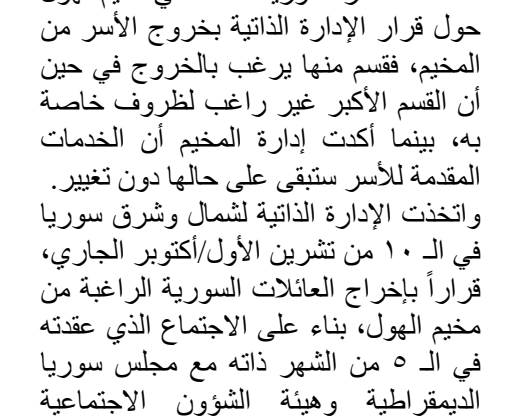 حول قرار الإدارة الذاتية بخروج الأسر من
المخيم، فقسم منها يرغب بالخروج في حين
أن القسم الأكبر غير راغب لظروف خاصة
به، بينما أكدت إدارة المخيم أن الخدمات
المقدمة للأسر ستبقى على حالها دون تغيير.
واتخذت الإدارة الذاتية لشمال وشرق سوريا
في الـ ١٠ من تشرين الأول/أكتوبر الجاري،
قراراً بإخراج العائلات السورية الراغبة من
مخيم الهول، بناء على الاجتماع الذي عقدته
في الـ ٥ من الشهر ذاته مع مجلس سوريا
الديمقراطية وهيئة الشؤون الاجتماعية